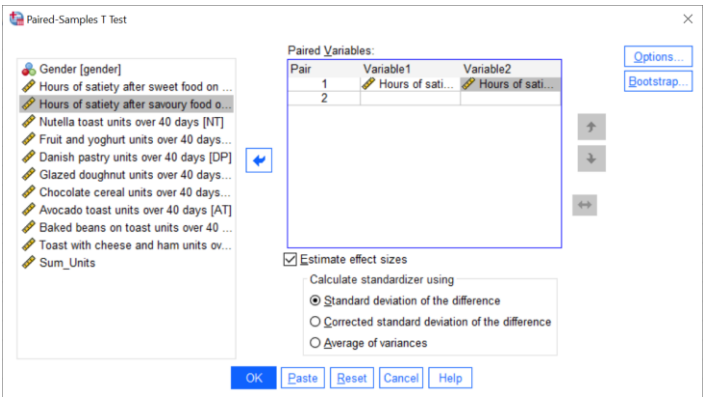 Paired-Samples T Test
Gender [gender]
Hours of satiety after sweet food on ...
Hours of satiety after savoury food o...
Nutella toast units over 40 days [NT]
Fruit and yoghurt units over 40 days...
Danish pastry units over 40 days [DP]
Glazed doughnut units over 40 days...
Chocolate cereal units over 40 days...
Avocado toast units over 40 days [AT]
Baked beans on toast units over 40 ...
Toast with cheese and ham units ov...
Sum_Units
Paired Variables:
Pair Variable1 Variable2
1 Hours of sati... Hours of sati...
2
Options...
Bootstrap...
Estimate effect sizes
Calculate standardizer using
Standard deviation of the difference
Corrected standard deviation of the difference
Average of variances
OK Paste Reset Cancel Help